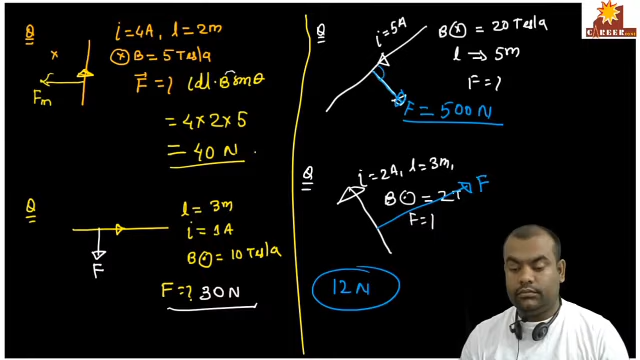 Q
i = 4A, l = 2m
x
⊗ B = 5 Tesla
F⃗ = ? idl · B sinθ
Fm
= 4 × 2 × 5
= 40 N
Q
l = 3m
i = 1A
B ⊙ = 10 Tesla
F
F = ? 30 N
Q
i = 5A
B ⊗ = 20 Tesla
l ⇒ 5m
F = ?
F = 500 N
Q
i = 2A, l = 3m,
B ⊙ = 2T
F
F = ?
12 N
CAREER